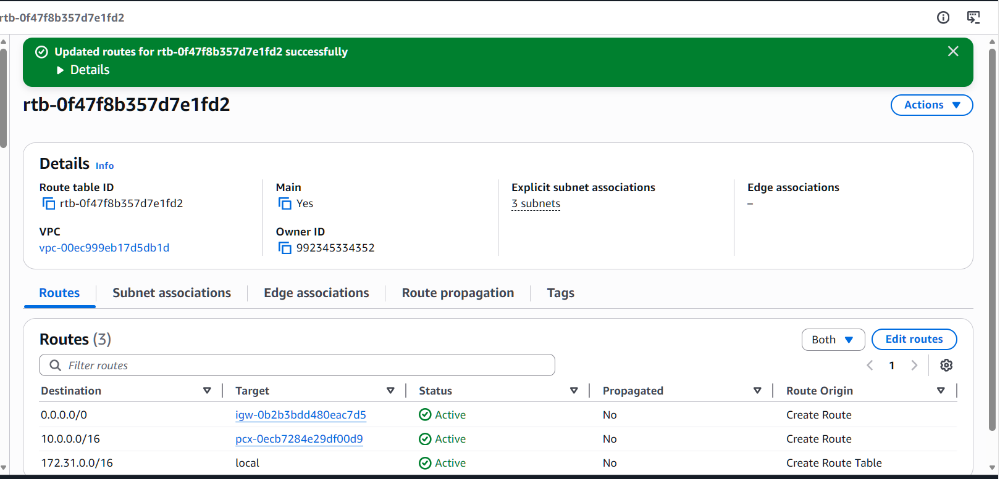 rtb-0f47f8b357d7e1fd2
Updated routes for rtb-0f47f8b357d7e1fd2 successfully
Details
rtb-0f47f8b357d7e1fd2
Actions
Details Info
Route table ID
rtb-0f47f8b357d7e1fd2
Main
Yes
Explicit subnet associations
3 subnets
Edge associations
–
VPC
vpc-00ec999eb17d5db1d
Owner ID
992345334352
Routes Subnet associations Edge associations Route propagation Tags
Routes (3)
Both
Edit routes
Filter routes
1
Destination Target Status Propagated Route Origin
0.0.0.0/0 igw-0b2b3bdd480eac7d5 Active No Create Route
10.0.0.0/16 pcx-0ecb7284e29df00d9 Active No Create Route
172.31.0.0/16 local Active No Create Route Table